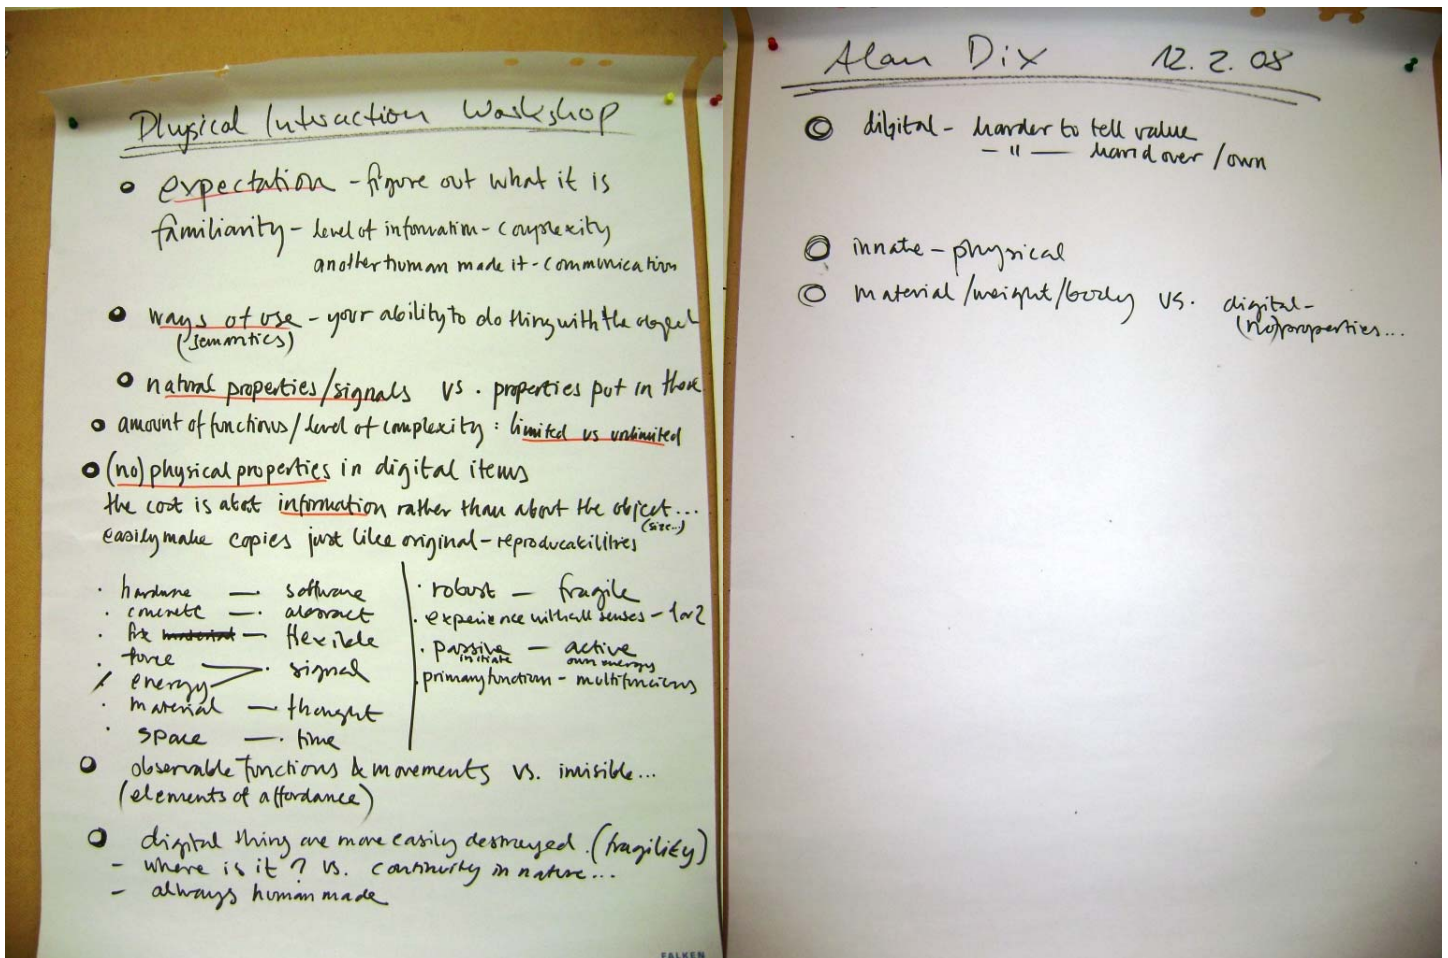 Physical Interaction Workshop
expectation - figure out what it is
familiarity - level of information - complexity
another human made it - communication
ways of use - your ability to do thing with the object
(semantics)
natural properties/signals vs. properties put in there
amount of functions/level of complexity: limited vs unlimited
(no) physical properties in digital items
the cost is abot information rather than about the object...
(size...)
easily make copies just like original - reproducabilities
hardware — software
concrete — abstract
fix material — flexible
force
energy — signal
material — thought
space — time
robust — fragile
experience with all senses - 1 or 2
passive — active
initiate own energy
primary function - multifuncions
observable functions & movements vs. invisible...
(elements of affordance)
digital thing are more easily destroyed. (fragility)
- where is it? vs. continuity in nature...
- always human made
FALKEN
Alan Dix 12.2.08
digital - harder to tell value
- " — hand over / own
innate - physical
material/weight/body vs. digital -
(no) properties...